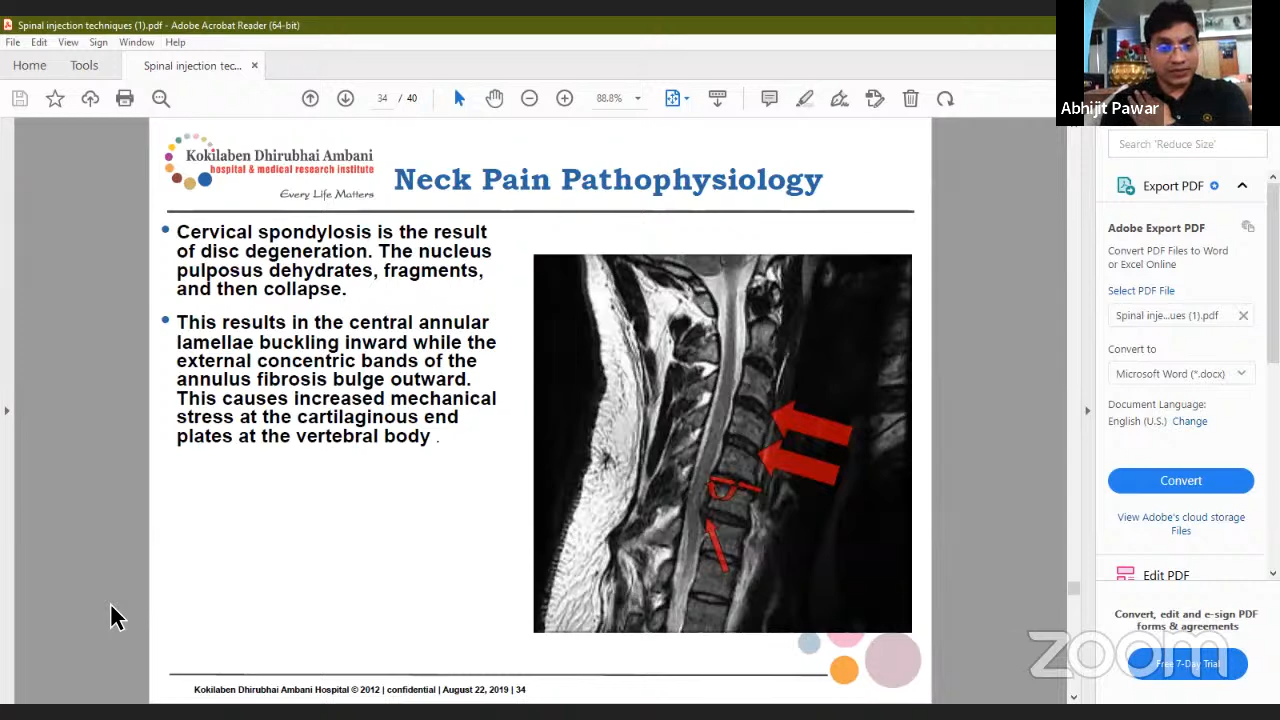 Spinal injection techniques (1).pdf - Adobe Acrobat Reader (64-bit)
File Edit View Sign Window Help
Home Tools Spinal injection tec... ×
34 / 40 88.8%
Abhijit Pawar
Kokilaben Dhirubhai Ambani
hospital & medical research institute
Every Life Matters
Neck Pain Pathophysiology
• Cervical spondylosis is the result
of disc degeneration. The nucleus
pulposus dehydrates, fragments,
and then collapse.
• This results in the central annular
lamellae buckling inward while the
external concentric bands of the
annulus fibrosis bulge outward.
This causes increased mechanical
stress at the cartilaginous end
plates at the vertebral body .
Kokilaben Dhirubhai Ambani Hospital © 2012 | confidential | August 22, 2019 | 34
Search 'Reduce Size'
Export PDF
Adobe Export PDF
Convert PDF Files to Word
or Excel Online
Select PDF File
Spinal inje...ues (1).pdf
Convert to
Microsoft Word (*.docx)
Document Language:
English (U.S.) Change
Convert
View Adobe's cloud storage
Files
Edit PDF
Convert, edit and e-sign PDF
forms & agreements
Free 7-Day Trial
zoom